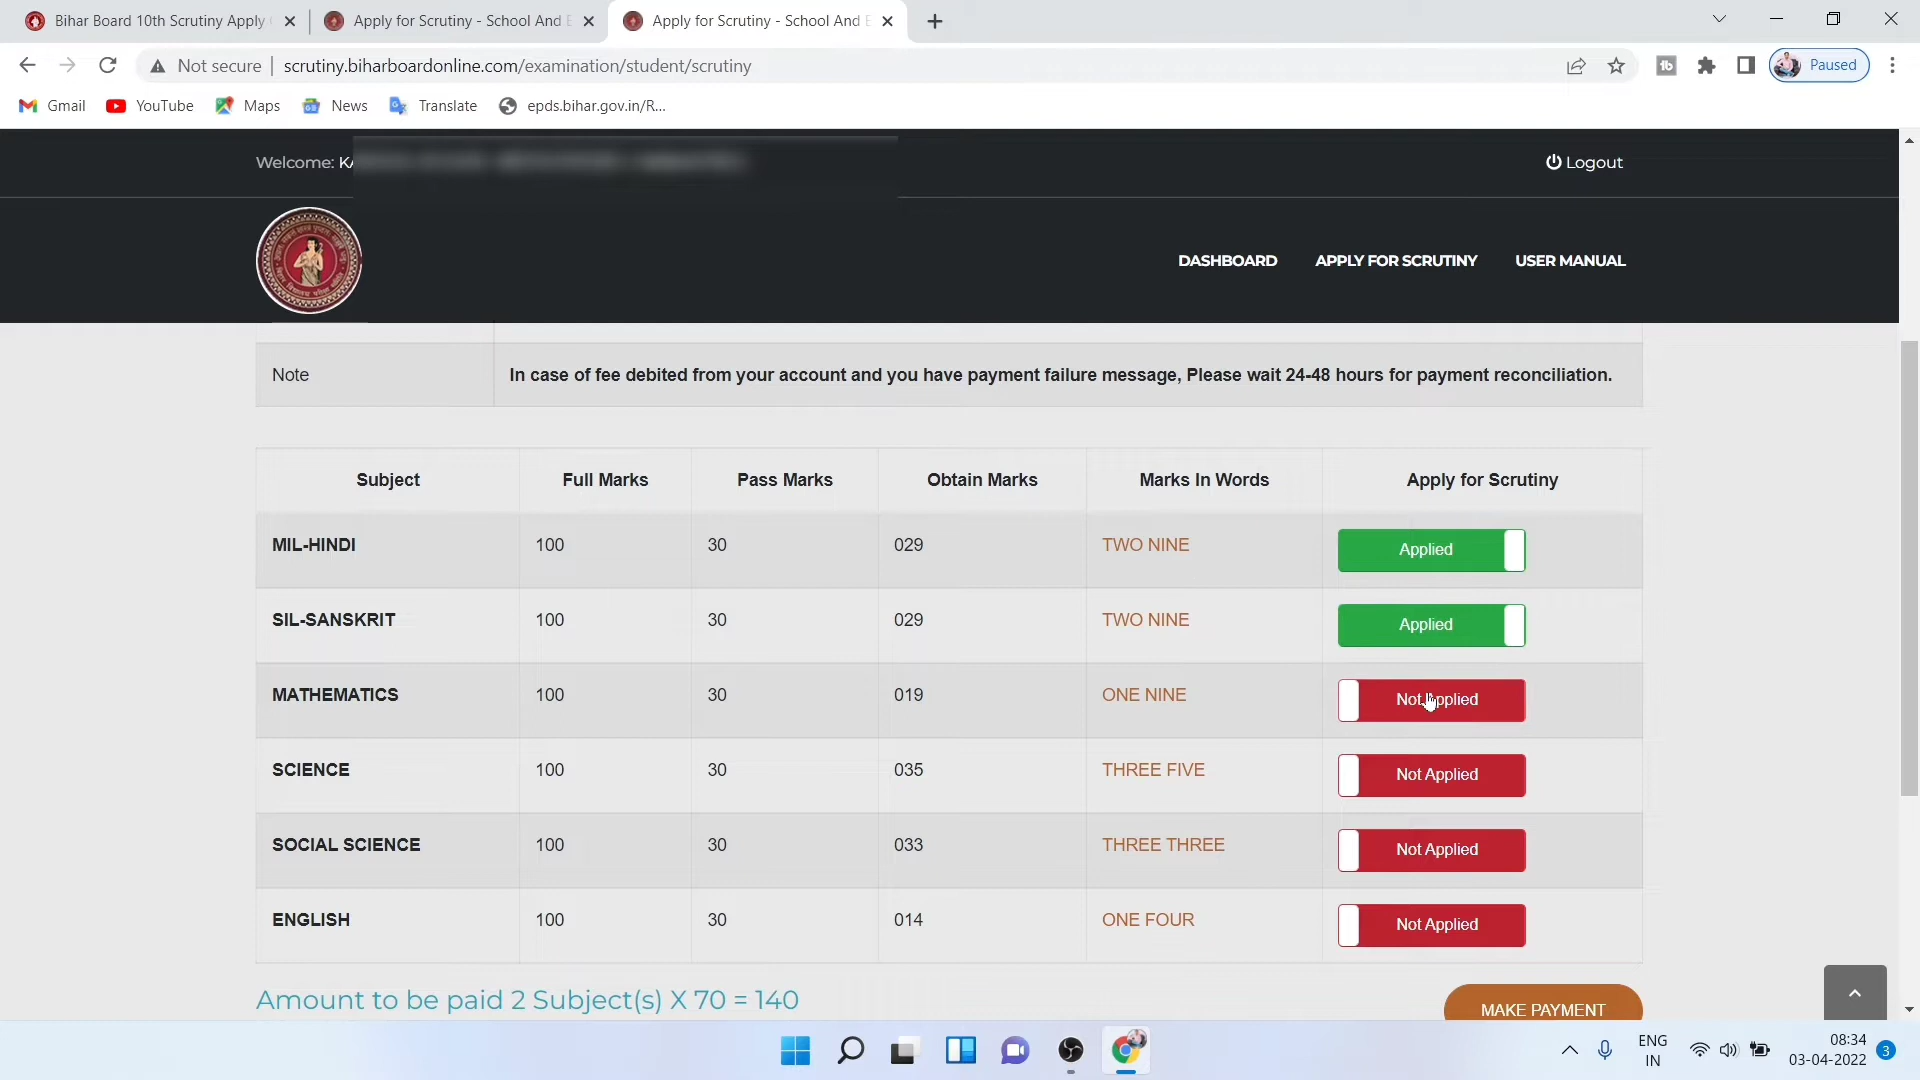 Bihar Board 10th Scrutiny Apply
Apply for Scrutiny - School And E
Apply for Scrutiny - School And E
Not secure
scrutiny.biharboardonline.com/examination/student/scrutiny
Paused
Gmail
YouTube
Maps
News
Translate
epds.bihar.gov.in/R...
Welcome: KA
Logout
DASHBOARD
APPLY FOR SCRUTINY
USER MANUAL
Note
In case of fee debited from your account and you have payment failure message, Please wait 24-48 hours for payment reconciliation.
Subject Full Marks Pass Marks Obtain Marks Marks In Words Apply for Scrutiny
MIL-HINDI 100 30 029 TWO NINE Applied
SIL-SANSKRIT 100 30 029 TWO NINE Applied
MATHEMATICS 100 30 019 ONE NINE Not Applied
SCIENCE 100 30 035 THREE FIVE Not Applied
SOCIAL SCIENCE 100 30 033 THREE THREE Not Applied
ENGLISH 100 30 014 ONE FOUR Not Applied
Amount to be paid 2 Subject(s) X 70 = 140
MAKE PAYMENT
ENG
IN
08:34
03-04-2022
3